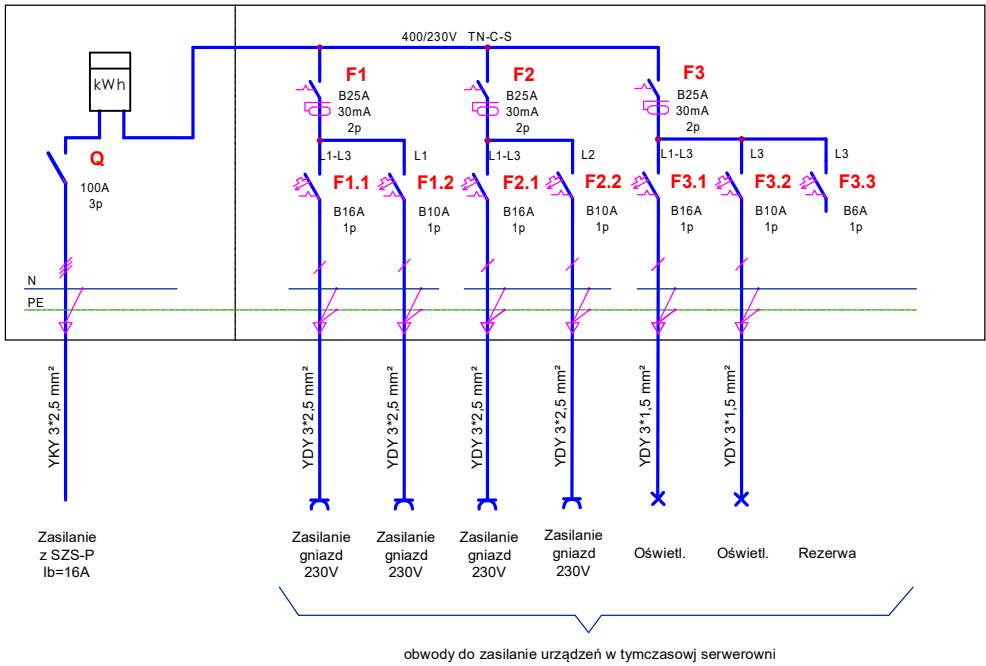 400/230V TN-C-S
kWh
Q
100A
3p
F1
B25A
30mA
2p
F2
B25A
30mA
2p
F3
B25A
30mA
2p
L1-L3
F1.1
B16A
1p
L1
F1.2
B10A
1p
L1-L3
F2.1
B16A
1p
L2
F2.2
B10A
1p
L1-L3
F3.1
B16A
1p
L3
F3.2
B10A
1p
L3
F3.3
B6A
1p
N
PE
YKY 3*2,5 mm²
YDY 3*2,5 mm²
YDY 3*2,5 mm²
YDY 3*2,5 mm²
YDY 3*2,5 mm²
YDY 3*1,5 mm²
YDY 3*1,5 mm²
Zasilanie
z SZS-P
Ib=16A
Zasilanie
gniazd
230V
Zasilanie
gniazd
230V
Zasilanie
gniazd
230V
Zasilanie
gniazd
230V
Oświetl.
Oświetl.
Rezerwa
obwody do zasilanie urządzeń w tymczasowj serwerowni